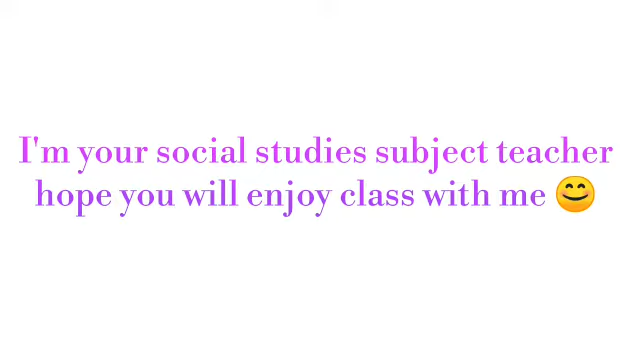 I'm your social studies subject teacher
hope you will enjoy class with me 😊